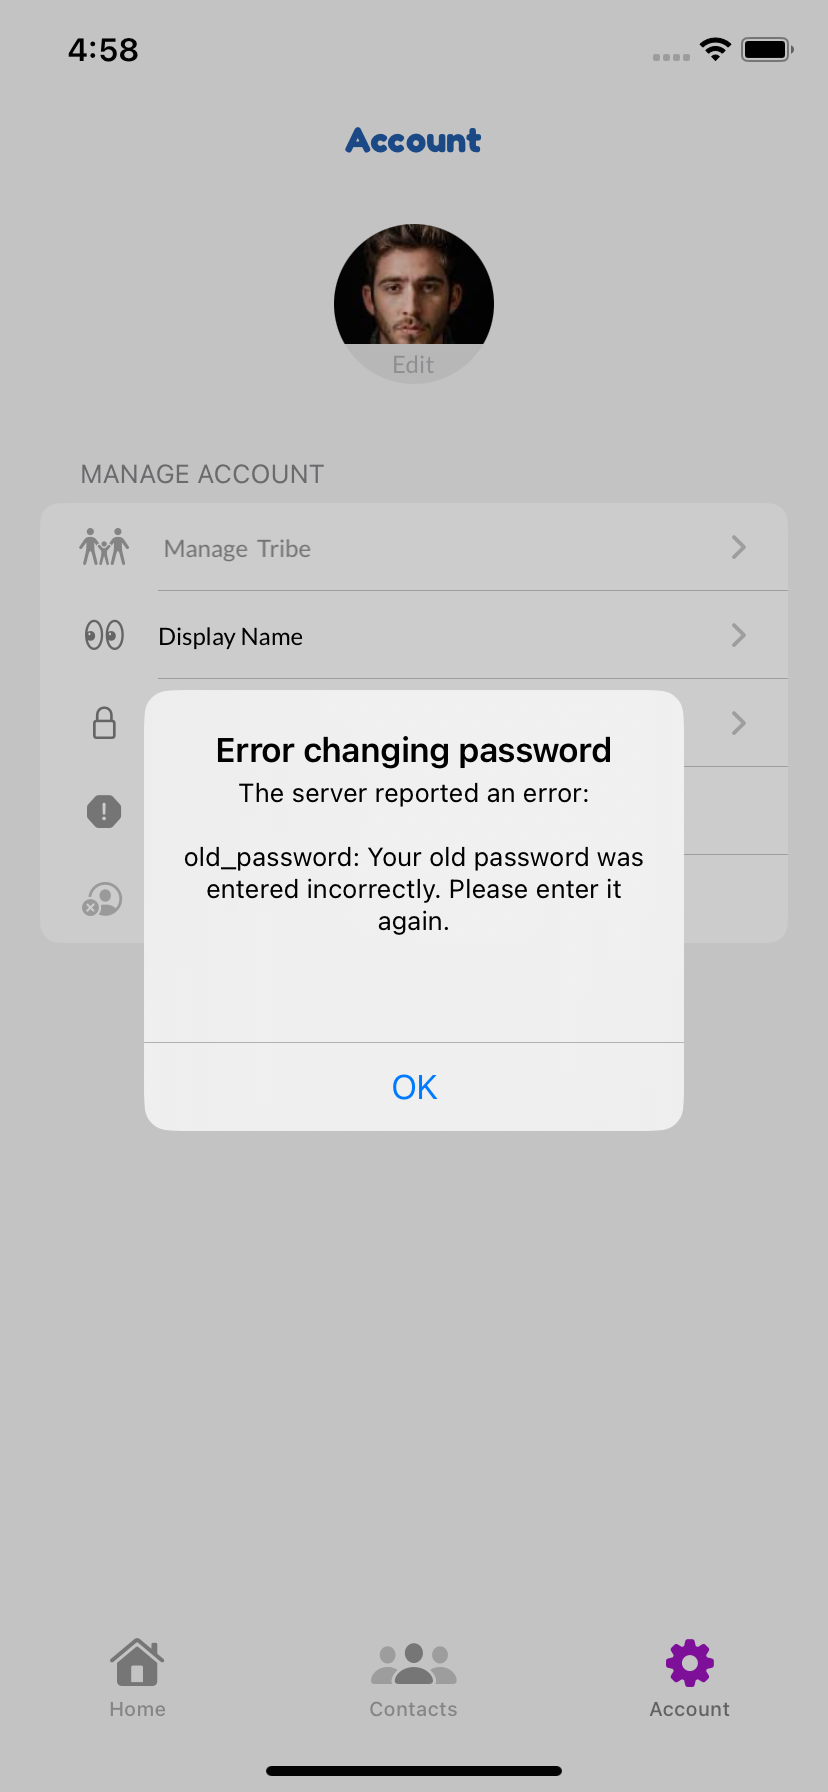 4:58
Account
Edit
MANAGE ACCOUNT
Manage Tribe
Display Name
Error changing password
The server reported an error:
old_password: Your old password was
entered incorrectly. Please enter it
again.
OK
Home
Contacts
Account